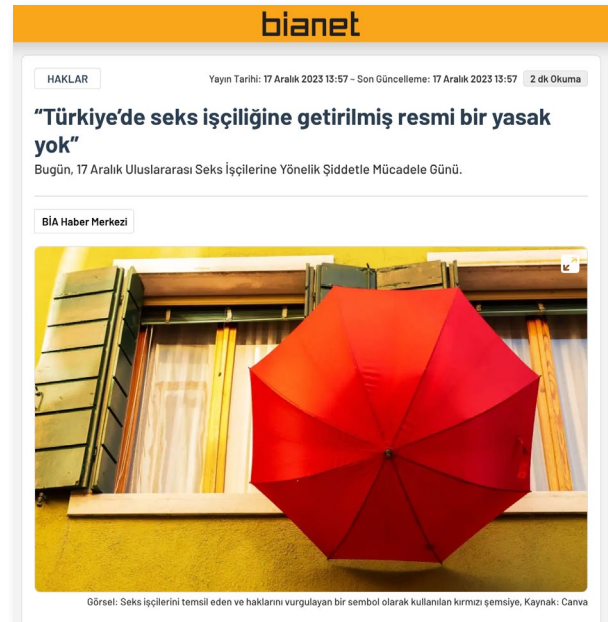 bianet
HAKLAR
Yayın Tarihi: 17 Aralık 2023 13:57 ~ Son Güncelleme: 17 Aralık 2023 13:57
2 dk Okuma
“Türkiye’de seks işçiliğine getirilmiş resmi bir yasak
yok”
Bugün, 17 Aralık Uluslararası Seks İşçilerine Yönelik Şiddetle Mücadele Günü.
BİA Haber Merkezi
Görsel: Seks işçilerini temsil eden ve haklarını vurgulayan bir sembol olarak kullanılan kırmızı şemsiye, Kaynak: Canva